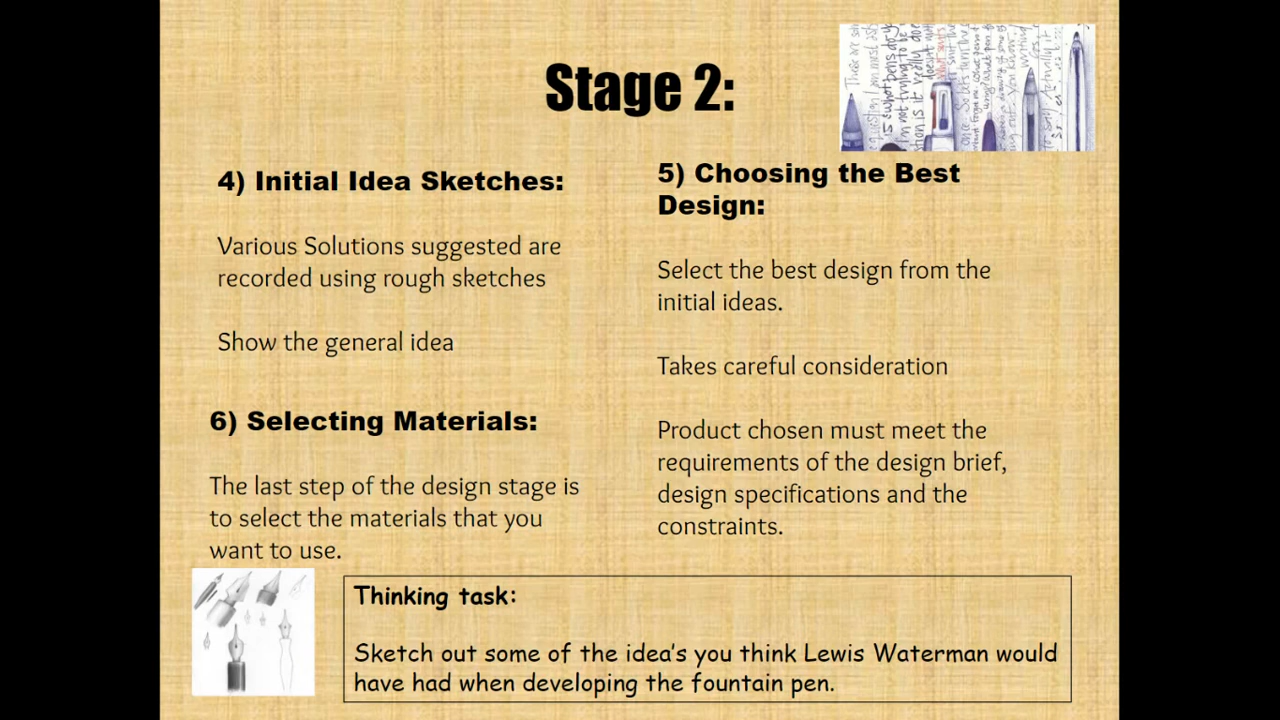 Stage 2:
4) Initial Idea Sketches:
Various Solutions suggested are
recorded using rough sketches
Show the general idea
5) Choosing the Best
Design:
Select the best design from the
initial ideas.
Takes careful consideration
Product chosen must meet the
requirements of the design brief,
design specifications and the
constraints.
6) Selecting Materials:
The last step of the design stage is
to select the materials that you
want to use.
Thinking task:
Sketch out some of the idea's you think Lewis Waterman would
have had when developing the fountain pen.